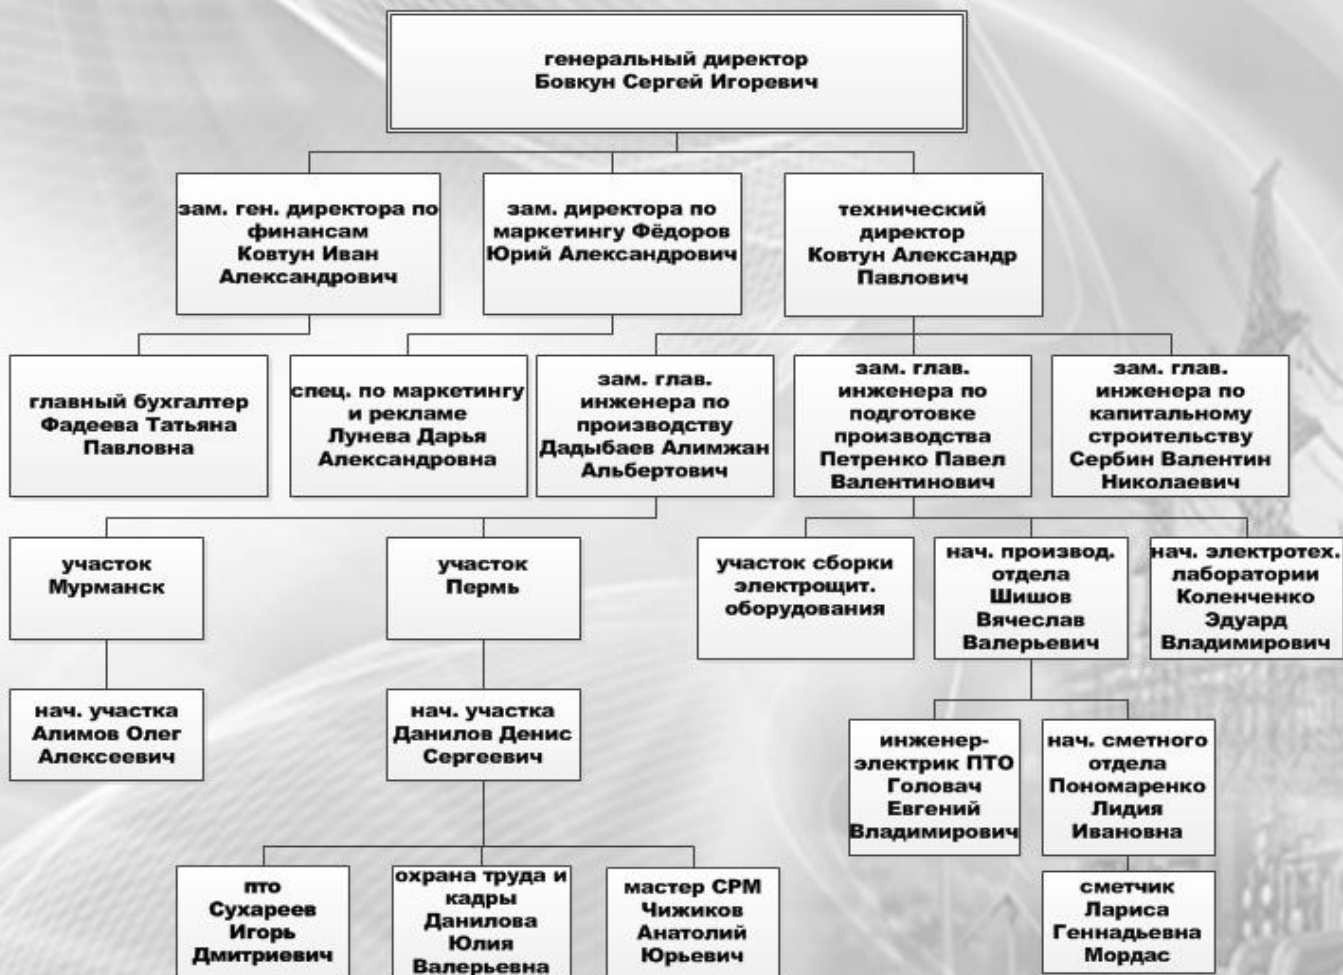 генеральный директор
Бовкун Сергей Игоревич
зам. ген. директора по
финансам
Ковтун Иван
Александрович
зам. директора по
маркетингу Фёдоров
Юрий Александрович
технический
директор
Ковтун Александр
Павлович
главный бухгалтер
Фадеева Татьяна
Павловна
спец. по маркетингу
и рекламе
Лунева Дарья
Александровна
зам. глав.
инженера по
производству
Дадыбаев Алимжан
Альбертович
зам. глав.
инженера по
подготовке
производства
Петренко Павел
Валентинович
зам. глав.
инженера по
капитальному
строительству
Сербин Валентин
Николаевич
участок
Мурманск
участок
Пермь
участок сборки
электрощит.
оборудования
нач. производ.
отдела
Шишов
Вячеслав
Валерьевич
нач. электротех.
лаборатории
Коленченко
Эдуард
Владимирович
нач. участка
Алимов Олег
Алексеевич
нач. участка
Данилов Денис
Сергеевич
инженер-
электрик ПТО
Головач
Евгений
Владимирович
нач. сметного
отдела
Пономаренко
Лидия
Ивановна
пто
Сухареев
Игорь
Дмитриевич
охрана труда и
кадры
Данилова
Юлия
Валерьевна
мастер СРМ
Чижиков
Анатолий
Юрьевич
сметчик
Лариса
Геннадьевна
Мордас